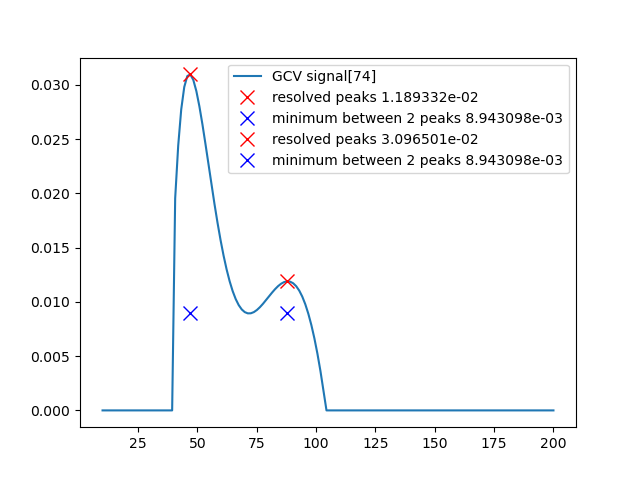 GCV signal[74]
resolved peaks 1.189332e-02
minimum between 2 peaks 8.943098e-03
resolved peaks 3.096501e-02
minimum between 2 peaks 8.943098e-03
0.030
0.025
0.020
0.015
0.010
0.005
0.000
25 50 75 100 125 150 175 200